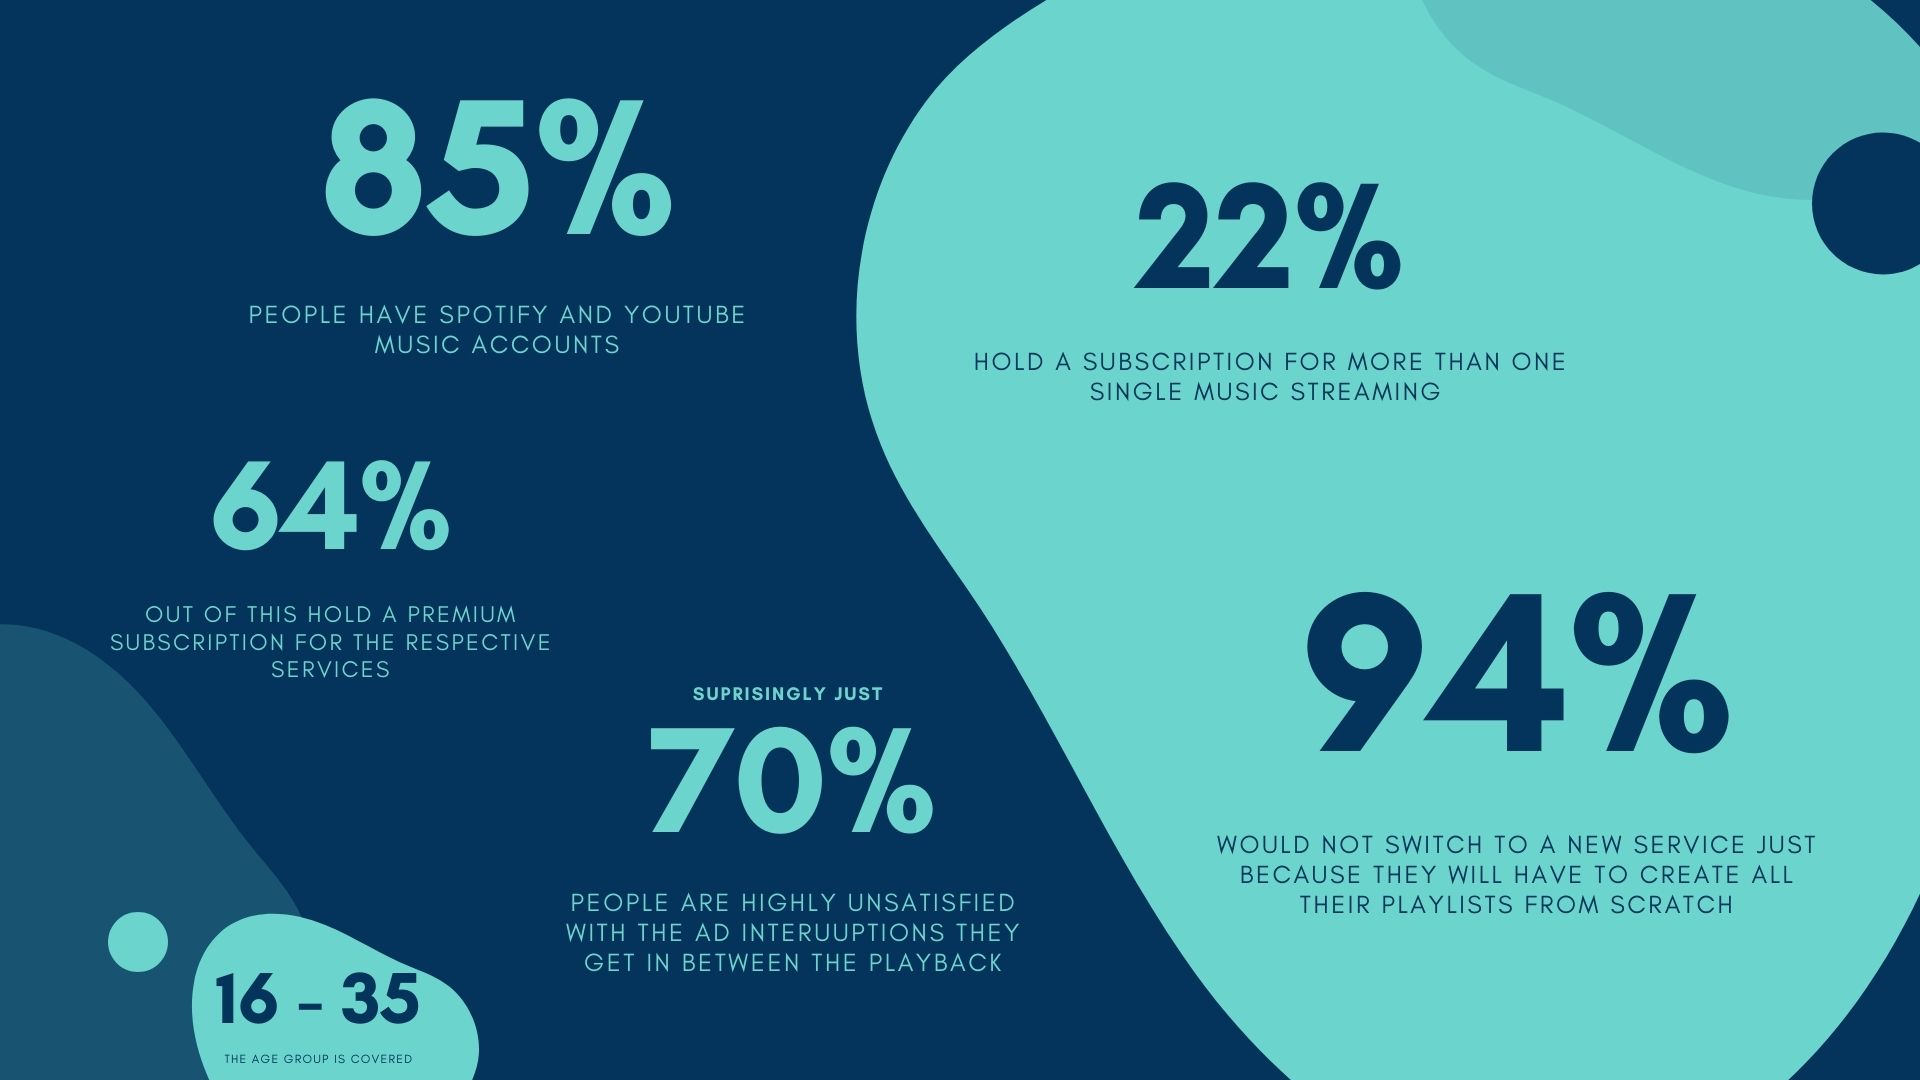 85%
PEOPLE HAVE SPOTIFY AND YOUTUBE
MUSIC ACCOUNTS
64%
OUT OF THIS HOLD A PREMIUM
SUBSCRIPTION FOR THE RESPECTIVE
SERVICES
SUPRISINGLY JUST
70%
PEOPLE ARE HIGHLY UNSATISFIED
WITH THE AD INTERUUPTIONS THEY
GET IN BETWEEN THE PLAYBACK
16 - 35
THE AGE GROUP IS COVERED
22%
HOLD A SUBSCRIPTION FOR MORE THAN ONE
SINGLE MUSIC STREAMING
94%
WOULD NOT SWITCH TO A NEW SERVICE JUST
BECAUSE THEY WILL HAVE TO CREATE ALL
THEIR PLAYLISTS FROM SCRATCH